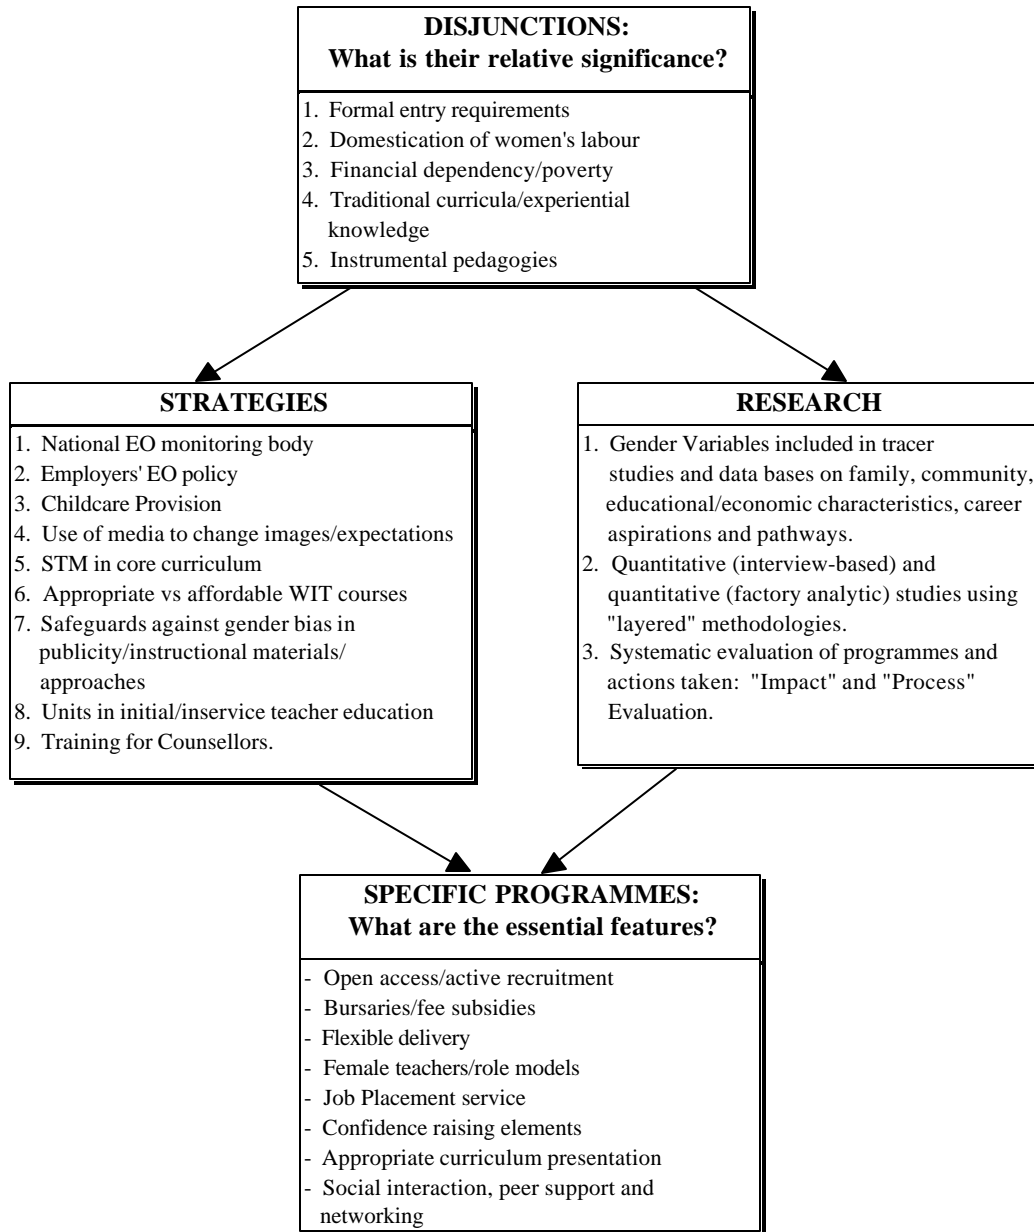 DISJUNCTIONS:
What is their relative significance?
1. Formal entry requirements
2. Domestication of women's labour
3. Financial dependency/poverty
4. Traditional curricula/experiential
knowledge
5. Instrumental pedagogies
STRATEGIES
1. National EO monitoring body
2. Employers' EO policy
3. Childcare Provision
4. Use of media to change images/expectations
5. STM in core curriculum
6. Appropriate vs affordable WIT courses
7. Safeguards against gender bias in
publicity/instructional materials/
approaches
8. Units in initial/inservice teacher education
9. Training for Counsellors.
RESEARCH
1. Gender Variables included in tracer
studies and data bases on family, community,
educational/economic characteristics, career
aspirations and pathways.
2. Quantitative (interview-based) and
quantitative (factory analytic) studies using
"layered" methodologies.
3. Systematic evaluation of programmes and
actions taken: "Impact" and "Process"
Evaluation.
SPECIFIC PROGRAMMES:
What are the essential features?
- Open access/active recruitment
- Bursaries/fee subsidies
- Flexible delivery
- Female teachers/role models
- Job Placement service
- Confidence raising elements
- Appropriate curriculum presentation
- Social interaction, peer support and
networking